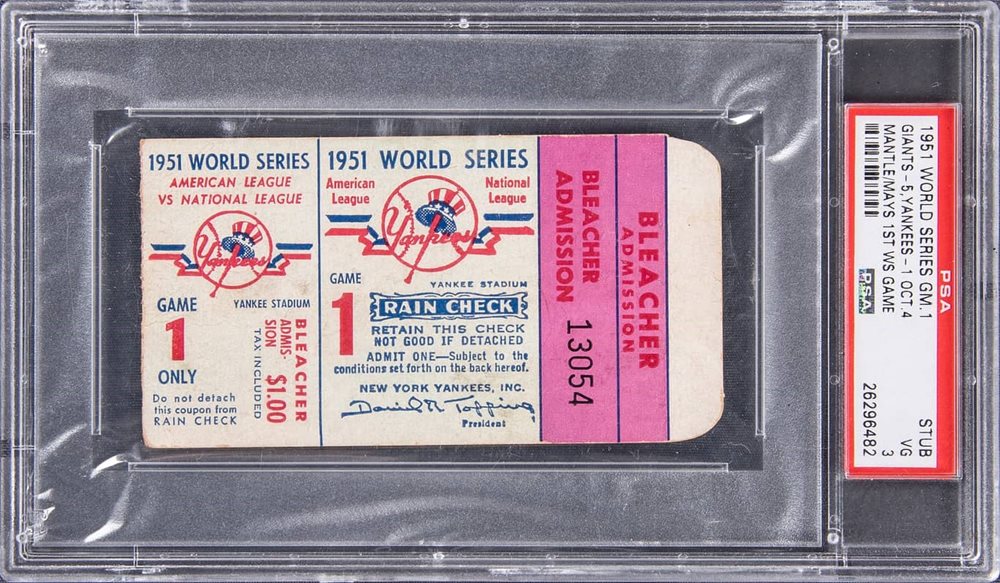 1951 WORLD SERIES
AMERICAN LEAGUE
VS NATIONAL LEAGUE
Yankees
GAME
1
ONLY
YANKEE STADIUM
BLEACHER
ADMIS-
SION $1.00
TAX INCLUDED
Do not detach
this coupon from
RAIN CHECK
1951 WORLD SERIES
American
League
National
League
Yankees
YANKEE STADIUM
GAME
1
RAIN CHECK
RETAIN THIS CHECK
NOT GOOD IF DETACHED
ADMIT ONE—Subject to the
conditions set forth on the back hereof.
NEW YORK YANKEES, INC.
Daniel R Topping
President
BLEACHER
ADMISSION 13054
BLEACHER
ADMISSION
PSA
1951 WORLD SERIES GM.1
GIANTS-5,YANKEES-1 OCT.4
MANTLE/MAYS 1ST WS GAME
PSA
STUB
VG
3
26296482